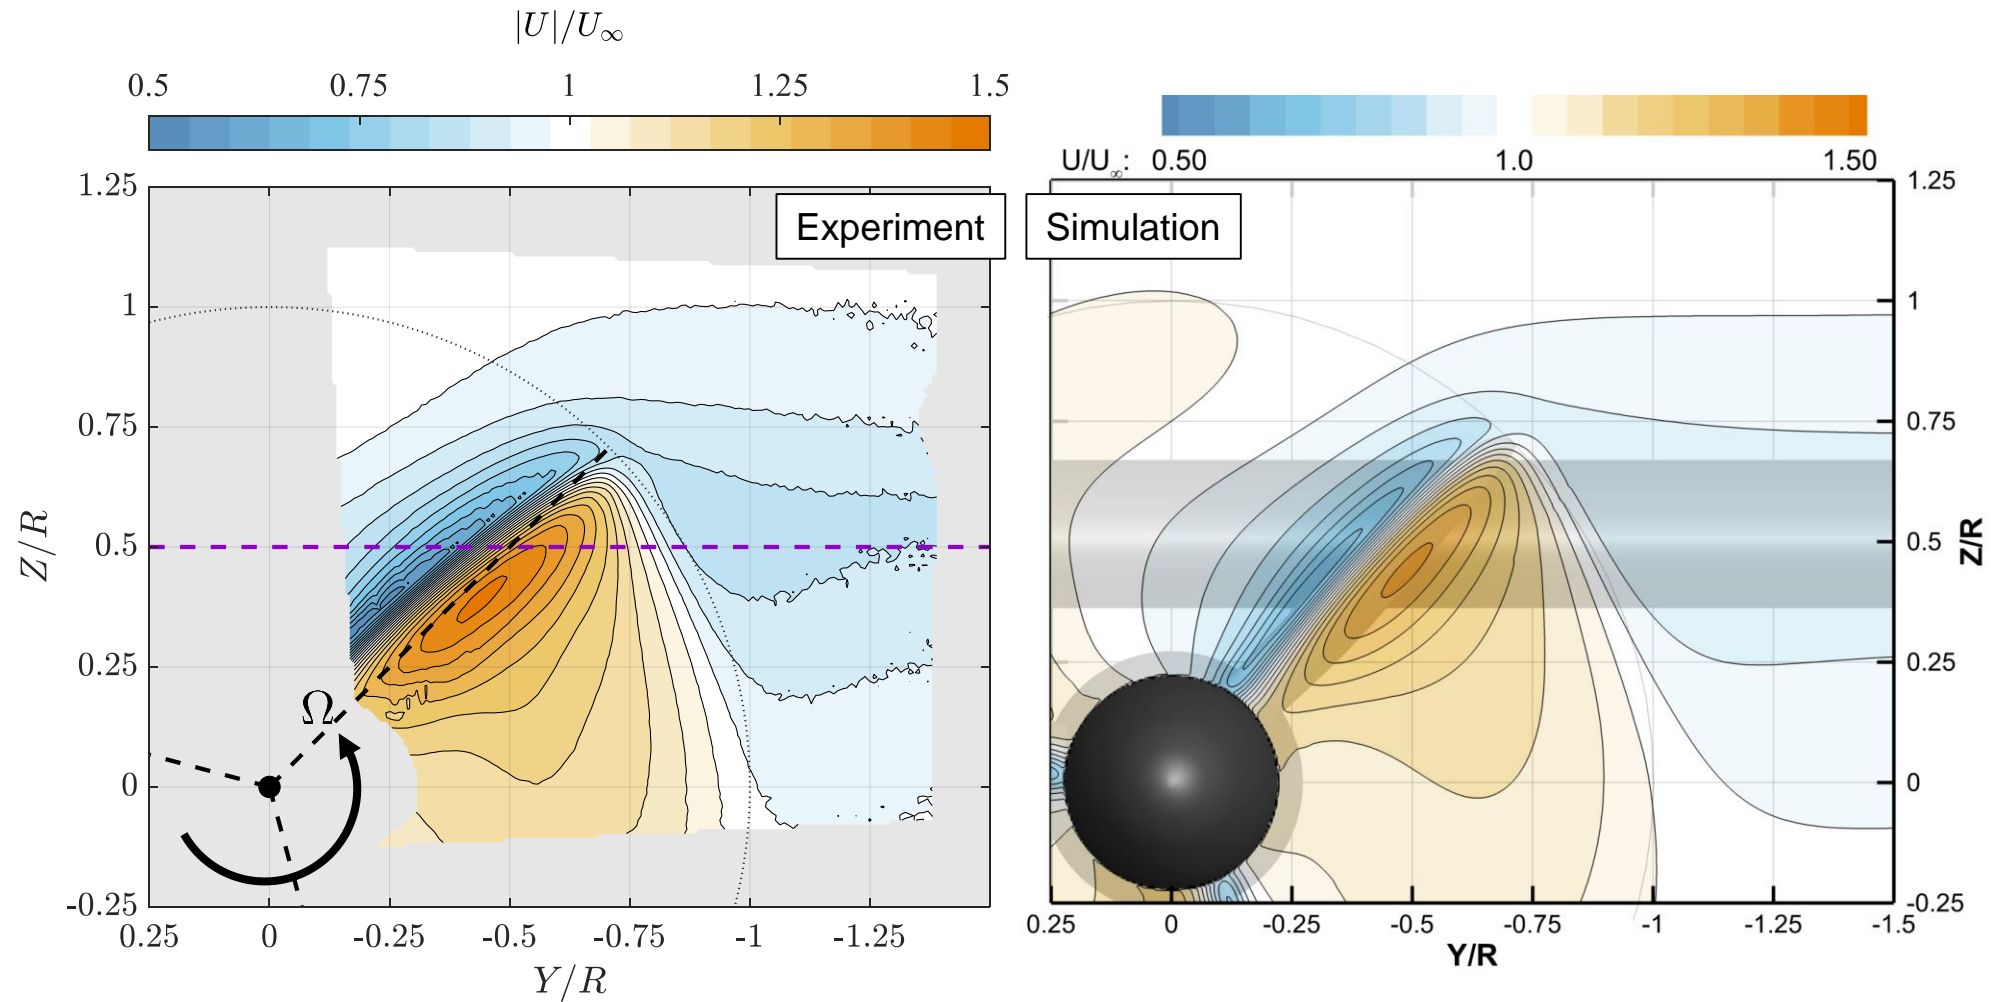 |U|/U∞
0.5 0.75 1 1.25 1.5
U/U∞: 0.50 1.0 1.50
Experiment
Simulation
1.25
1
0.75
0.5
0.25
0
-0.25
Z/R
Ω
0.25 0 -0.25 -0.5 -0.75 -1 -1.25
Y/R
1.25
1
0.75
0.5
0.25
0
-0.25
Z/R
0.25 0 -0.25 -0.5 -0.75 -1 -1.25 -1.5
Y/R